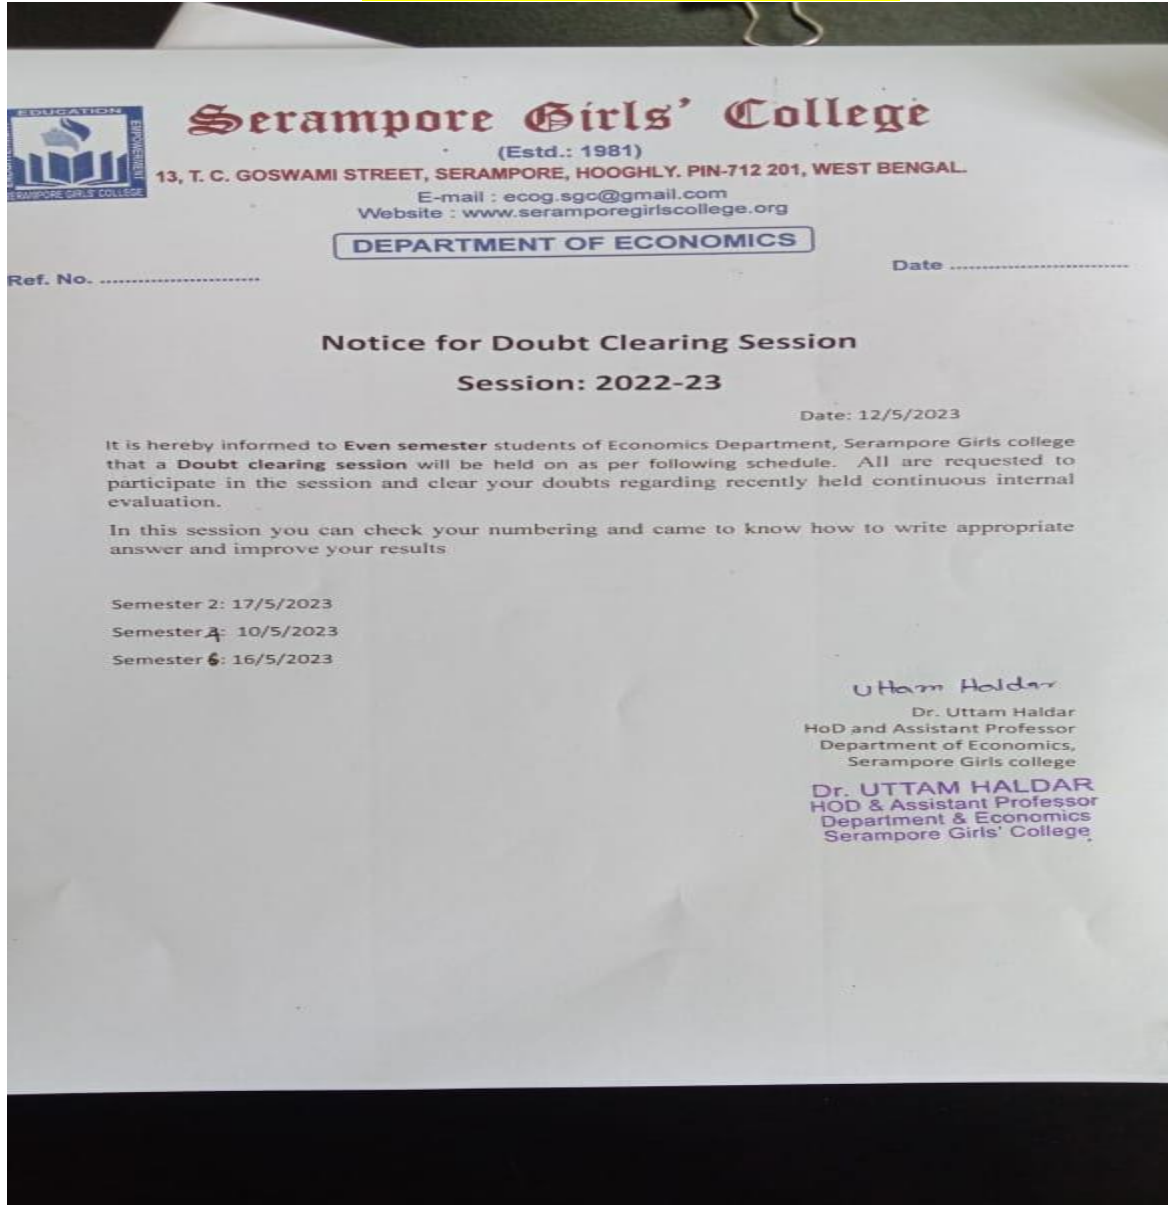 EDUCATION
EMPOWERMENT
SERAMPORE GIRLS' COLLEGE
Serampore Girls' College
(Estd.: 1981)
13, T. C. GOSWAMI STREET, SERAMPORE, HOOGHLY. PIN-712 201, WEST BENGAL.
E-mail : ecog.sgc@gmail.com
Website : www.seramporegirlscollege.org
DEPARTMENT OF ECONOMICS
Ref. No. .........................
Date ............................
Notice for Doubt Clearing Session
Session: 2022-23
Date: 12/5/2023
It is hereby informed to Even semester students of Economics Department, Serampore Girls college
that a Doubt clearing session will be held on as per following schedule. All are requested to
participate in the session and clear your doubts regarding recently held continuous internal
evaluation.
In this session you can check your numbering and came to know how to write appropriate
answer and improve your results
Semester 2: 17/5/2023
Semester 4: 10/5/2023
Semester 6: 16/5/2023
Uttam Haldar
Dr. Uttam Haldar
HoD and Assistant Professor
Department of Economics,
Serampore Girls college
Dr. UTTAM HALDAR
HOD & Assistant Professor
Department & Economics
Serampore Girls' College